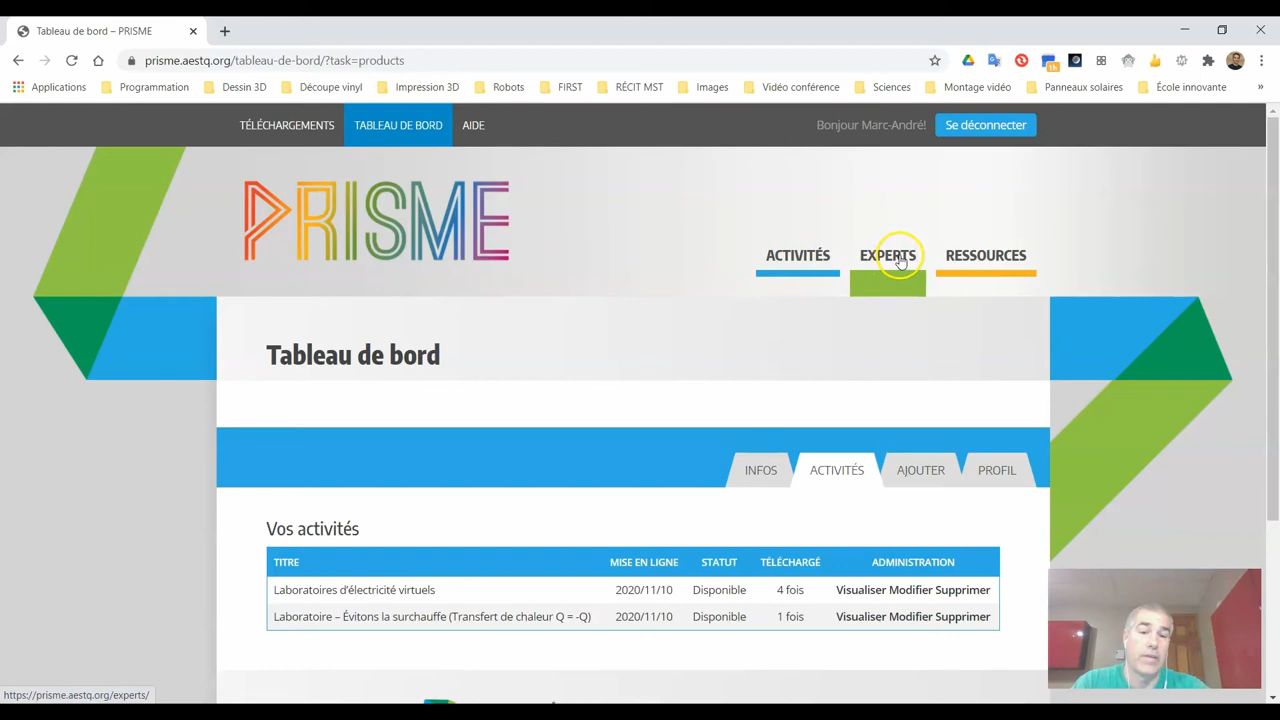 Tableau de bord – PRISME
prisme.aestq.org/tableau-de-bord/?task=products
1h
Applications Programmation Dessin 3D Découpe vinyl Impression 3D Robots FIRST RÉCIT MST Images Vidéo conférence Sciences Montage vidéo Panneaux solaires École innovante »
TÉLÉCHARGEMENTS TABLEAU DE BORD AIDE Bonjour Marc-André! Se déconnecter
PRISME
ACTIVITÉS EXPERTS RESSOURCES
Tableau de bord
INFOS ACTIVITÉS AJOUTER PROFIL
Vos activités
TITRE MISE EN LIGNE STATUT TÉLÉCHARGÉ ADMINISTRATION
Laboratoires d'électricité virtuels 2020/11/10 Disponible 4 fois Visualiser Modifier Supprimer
Laboratoire – Évitons la surchauffe (Transfert de chaleur Q = -Q) 2020/11/10 Disponible 1 fois Visualiser Modifier Supprimer
https://prisme.aestq.org/experts/